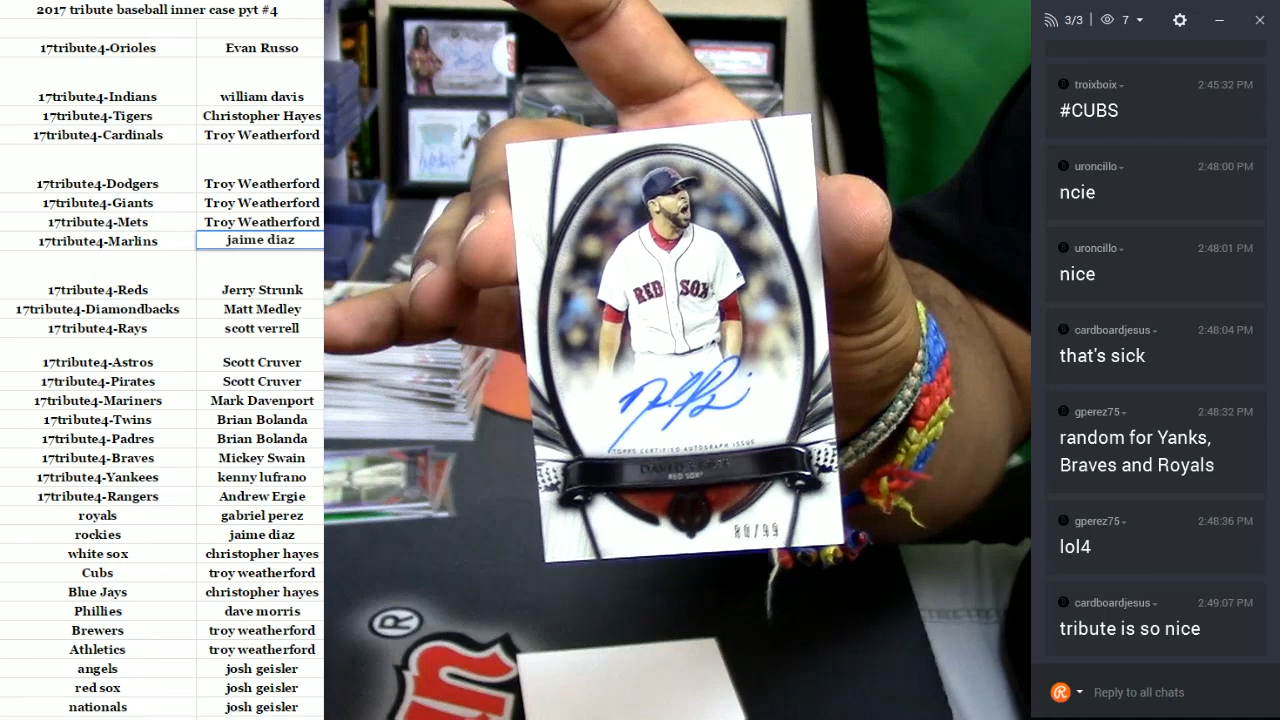 2017 tribute baseball inner case pyt #4
17tribute4-Orioles Evan Russo
17tribute4-Indians william davis
17tribute4-Tigers Christopher Hayes
17tribute4-Cardinals Troy Weatherford
17tribute4-Dodgers Troy Weatherford
17tribute4-Giants Troy Weatherford
17tribute4-Mets Troy Weatherford
17tribute4-Marlins jaime diaz
17tribute4-Reds Jerry Strunk
17tribute4-Diamondbacks Matt Medley
17tribute4-Rays scott verrell
17tribute4-Astros Scott Cruver
17tribute4-Pirates Scott Cruver
17tribute4-Mariners Mark Davenport
17tribute4-Twins Brian Bolanda
17tribute4-Padres Brian Bolanda
17tribute4-Braves Mickey Swain
17tribute4-Yankees kenny lufrano
17tribute4-Rangers Andrew Ergie
royals gabriel perez
rockies jaime diaz
white sox christopher hayes
Cubs troy weatherford
Blue Jays christopher hayes
Phillies dave morris
Brewers troy weatherford
Athletics troy weatherford
angels josh geisler
red sox josh geisler
nationals josh geisler
RED SOX
TOPPS CERTIFIED AUTOGRAPH ISSUE
DAVID PRICE
RED SOX
80/99
®
3/3 7
troixboix 2:45:32 PM
#CUBS
uroncillo 2:48:00 PM
ncie
uroncillo 2:48:01 PM
nice
cardboardjesus 2:48:04 PM
that's sick
gperez75 2:48:32 PM
random for Yanks,
Braves and Royals
gperez75 2:48:36 PM
lol4
cardboardjesus 2:49:07 PM
tribute is so nice
Reply to all chats